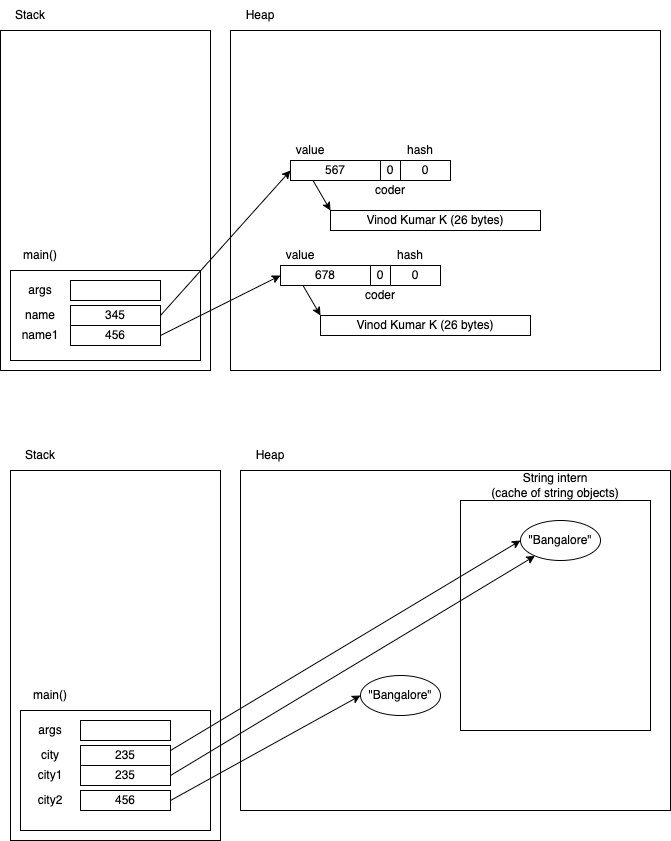 Stack
Heap
value
hash
567
0
0
coder
Vinod Kumar K (26 bytes)
main()
value
hash
678
0
0
args
coder
name
345
Vinod Kumar K (26 bytes)
name1
456
Stack
Heap
String intern
(cache of string objects)
"Bangalore"
main()
"Bangalore"
args
city
235
city1
235
city2
456